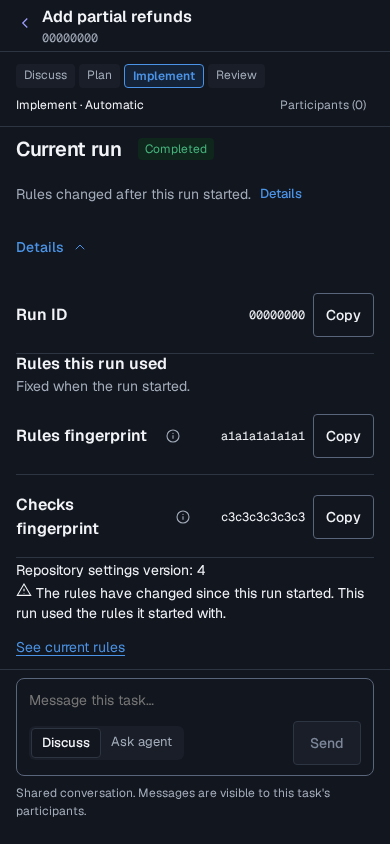 Add partial refunds
00000000
Discuss
Plan
Implement
Review
Implement · Automatic
Participants (0)
Current run
Completed
Rules changed after this run started. Details
Details
Run ID
00000000
Copy
Rules this run used
Fixed when the run started.
Rules fingerprint
a1a1a1a1a1a1
Copy
Checks
fingerprint
c3c3c3c3c3c3
Copy
Repository settings version: 4
The rules have changed since this run started. This
run used the rules it started with.
See current rules
Message this task...
Discuss
Ask agent
Send
Shared conversation. Messages are visible to this task's
participants.